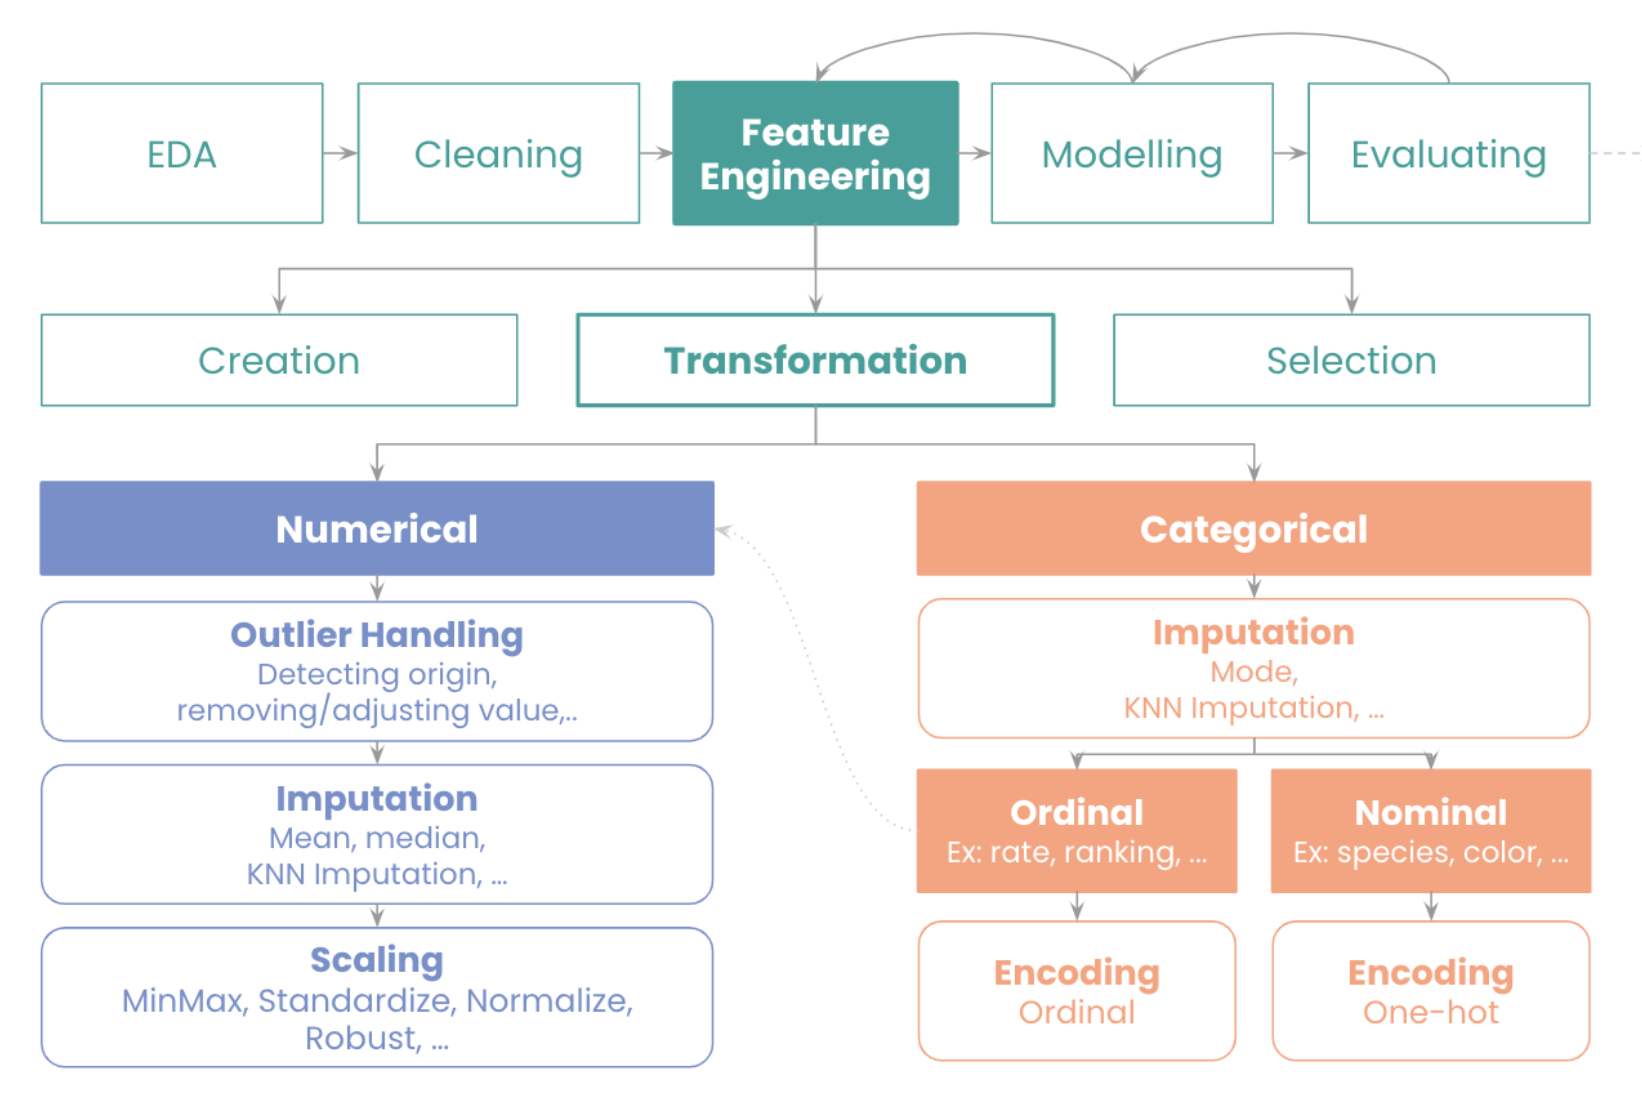 EDA
Cleaning
Feature
Engineering
Modelling
Evaluating
Creation
Transformation
Selection
Numerical
Outlier Handling
Detecting origin,
removing/adjusting value,..
Imputation
Mean, median,
KNN Imputation, ...
Scaling
MinMax, Standardize, Normalize,
Robust, ...
Categorical
Imputation
Mode,
KNN Imputation, ...
Ordinal
Ex: rate, ranking, ...
Nominal
Ex: species, color, ...
Encoding
Ordinal
Encoding
One-hot